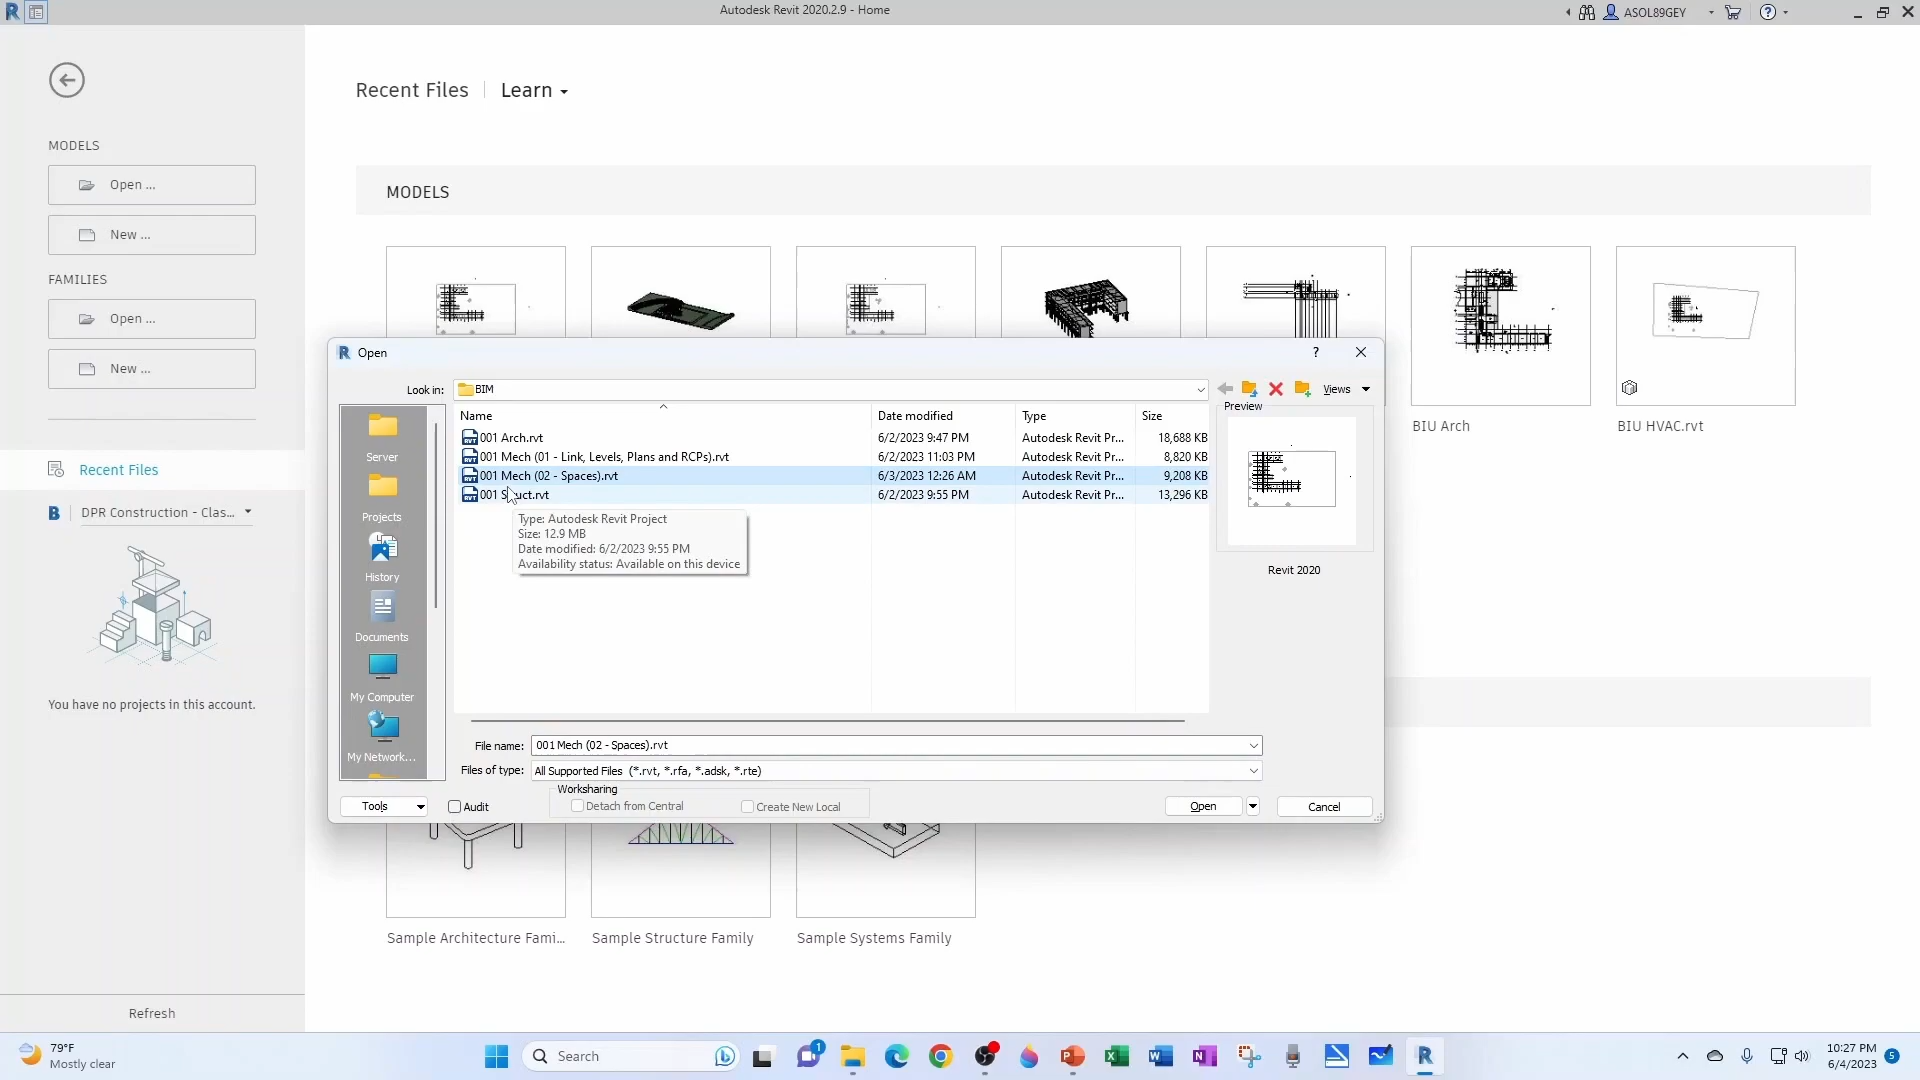 Autodesk Revit 2020.2.9 - Home
ASOL89GEY
Recent Files
Learn
MODELS
Open ...
New ...
FAMILIES
Open ...
New ...
Recent Files
DPR Construction - Clas...
You have no projects in this account.
Refresh
MODELS
BIU Arch
BIU HVAC.rvt
Open
Look in:
BIM
Views
Name
Date modified
Type
Size
001 Arch.rvt
6/2/2023 9:47 PM
Autodesk Revit Pr...
18,688 KB
001 Mech (01 - Link, Levels, Plans and RCPs).rvt
6/2/2023 11:03 PM
Autodesk Revit Pr...
8,820 KB
001 Mech (02 - Spaces).rvt
6/3/2023 12:26 AM
Autodesk Revit Pr...
9,208 KB
001 Struct.rvt
6/2/2023 9:55 PM
Autodesk Revit Pr...
13,296 KB
Type: Autodesk Revit Project
Size: 12.9 MB
Date modified: 6/2/2023 9:55 PM
Availability status: Available on this device
Server
Projects
History
Documents
My Computer
My Network...
Preview
Revit 2020
File name:
001 Mech (02 - Spaces).rvt
Files of type:
All Supported Files (*.rvt, *.rfa, *.adsk, *.rte)
Worksharing
Tools
Audit
Detach from Central
Create New Local
Open
Cancel
Sample Architecture Fami...
Sample Structure Family
Sample Systems Family
79°F
Mostly clear
Search
1
10:27 PM
6/4/2023
5